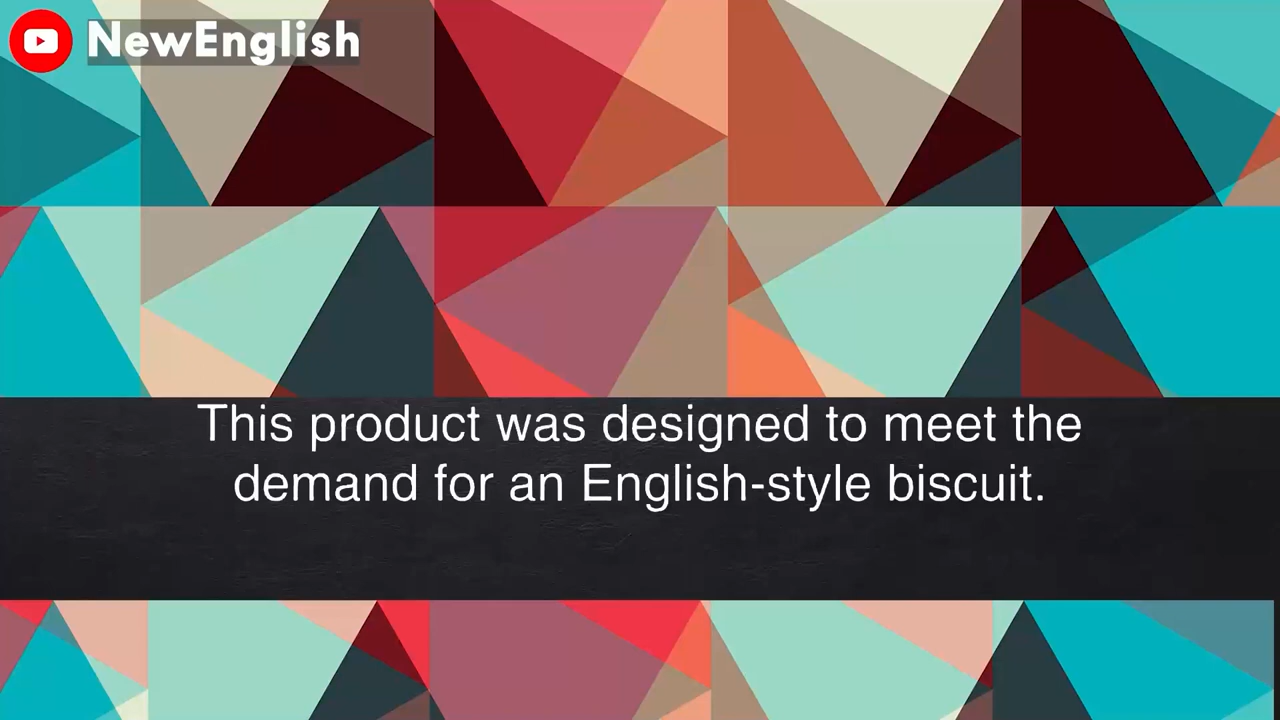 NewEnglish
This product was designed to meet the
demand for an English-style biscuit.